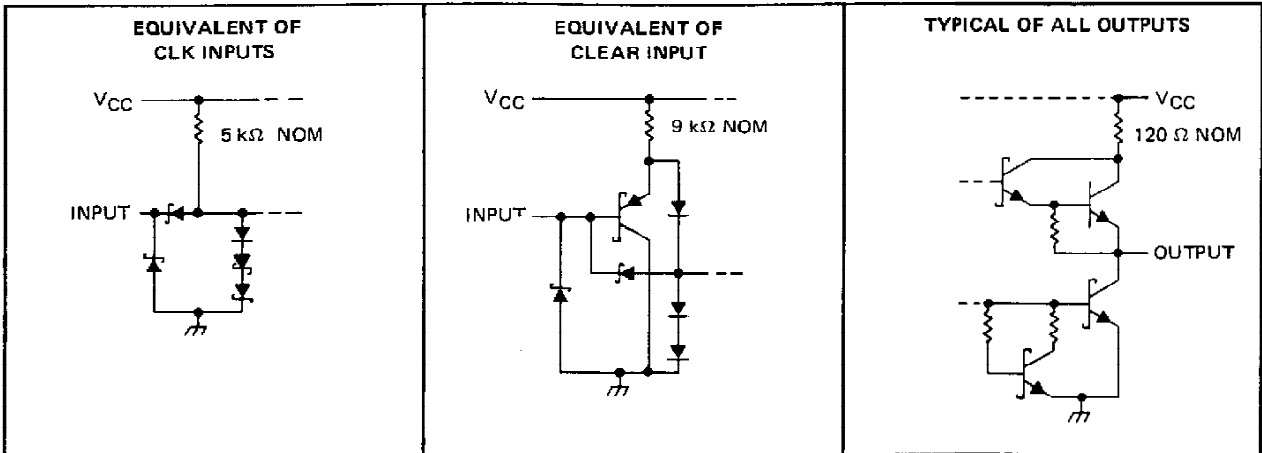 EQUIVALENT OF
CLK INPUTS
VCC
5 kΩ NOM
INPUT
EQUIVALENT OF
CLEAR INPUT
VCC
9 kΩ NOM
INPUT
TYPICAL OF ALL OUTPUTS
VCC
120 Ω NOM
OUTPUT